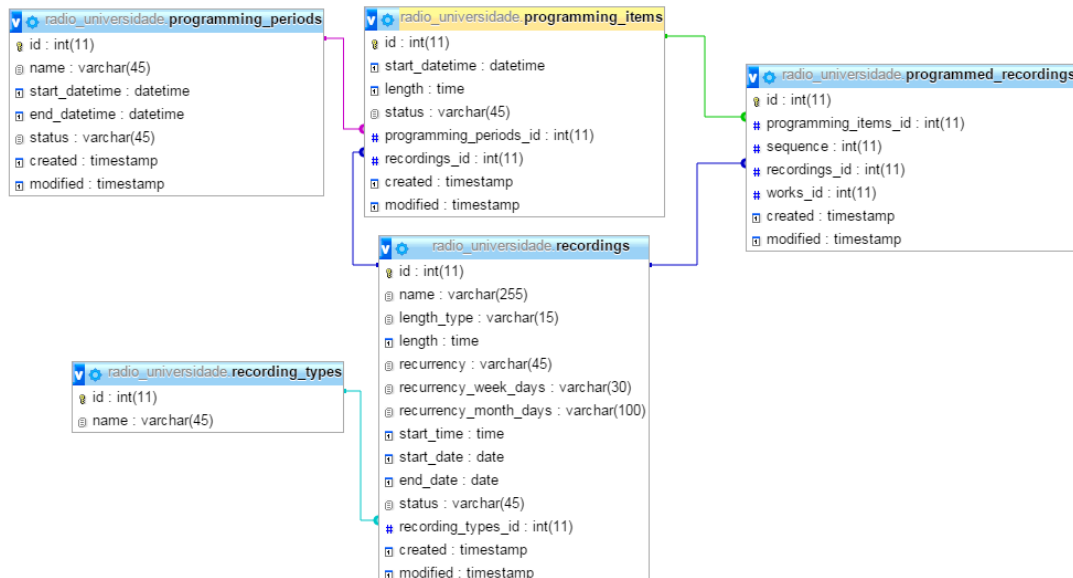 radio_universidade.programming_periods
id : int(11)
name : varchar(45)
start_datetime : datetime
end_datetime : datetime
status : varchar(45)
created : timestamp
modified : timestamp
radio_universidade.programming_items
id : int(11)
start_datetime : datetime
length : time
status : varchar(45)
programming_periods_id : int(11)
recordings_id : int(11)
created : timestamp
modified : timestamp
radio_universidade.programmed_recordings
id : int(11)
programming_items_id : int(11)
sequence : int(11)
recordings_id : int(11)
works_id : int(11)
created : timestamp
modified : timestamp
radio_universidade.recordings
id : int(11)
name : varchar(255)
length_type : varchar(15)
length : time
recurrency : varchar(45)
recurrency_week_days : varchar(30)
recurrency_month_days : varchar(100)
start_time : time
start_date : date
end_date : date
status : varchar(45)
recording_types_id : int(11)
created : timestamp
modified : timestamp
radio_universidade.recording_types
id : int(11)
name : varchar(45)